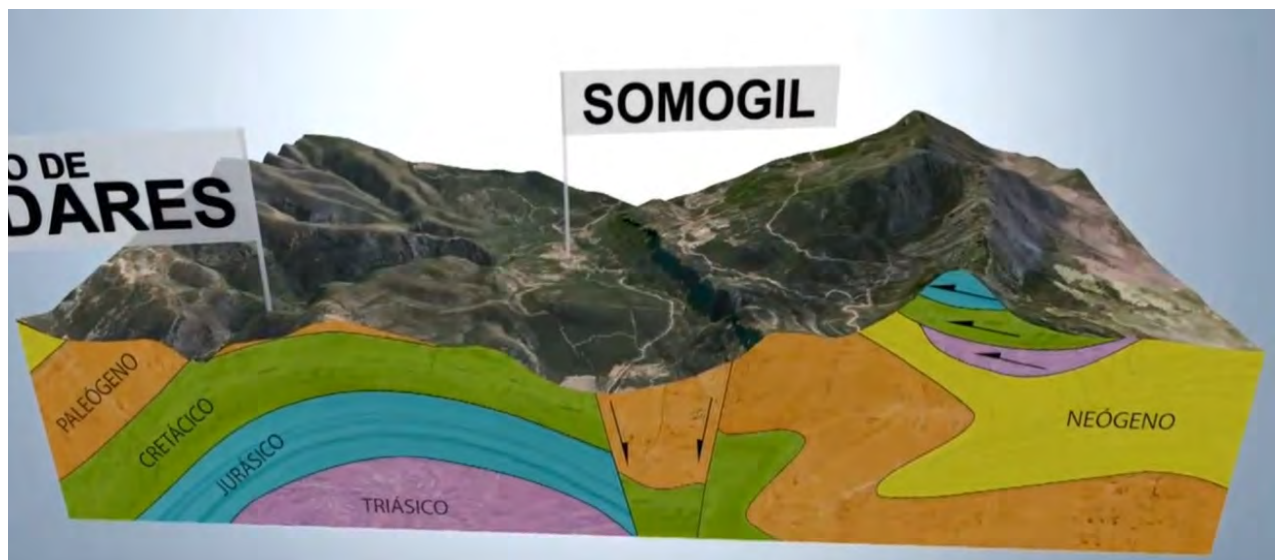 SOMOGIL
O DE
DARES
PALEÓGENO
CRETÁCICO
JURÁSICO
TRIÁSICO
NEÓGENO